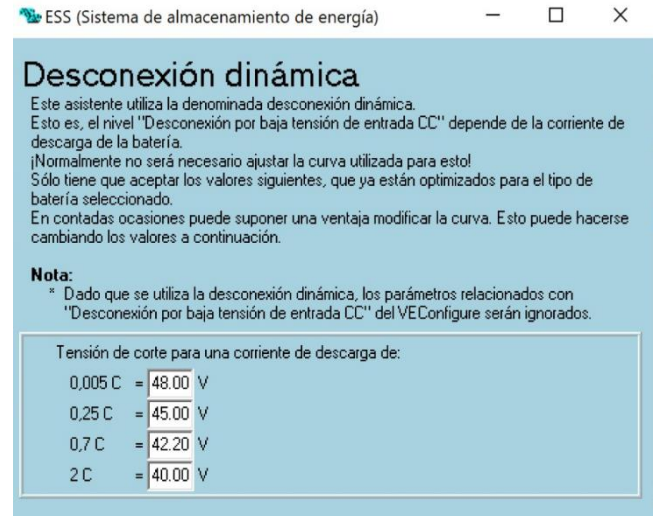 ESS (Sistema de almacenamiento de energía)
Desconexión dinámica
Este asistente utiliza la denominada desconexión dinámica.
Esto es, el nivel "Desconexión por baja tensión de entrada CC" depende de la corriente de
descarga de la batería.
¡Normalmente no será necesario ajustar la curva utilizada para esto!
Sólo tiene que aceptar los valores siguientes, que ya están optimizados para el tipo de
batería seleccionado.
En contadas ocasiones puede suponer una ventaja modificar la curva. Esto puede hacerse
cambiando los valores a continuación.
Nota:
* Dado que se utiliza la desconexión dinámica, los parámetros relacionados con
"Desconexión por baja tensión de entrada CC" del VEConfigure serán ignorados.
Tensión de corte para una corriente de descarga de:
0,005 C = 48.00 V
0,25 C = 45.00 V
0,7 C = 42.20 V
2 C = 40.00 V